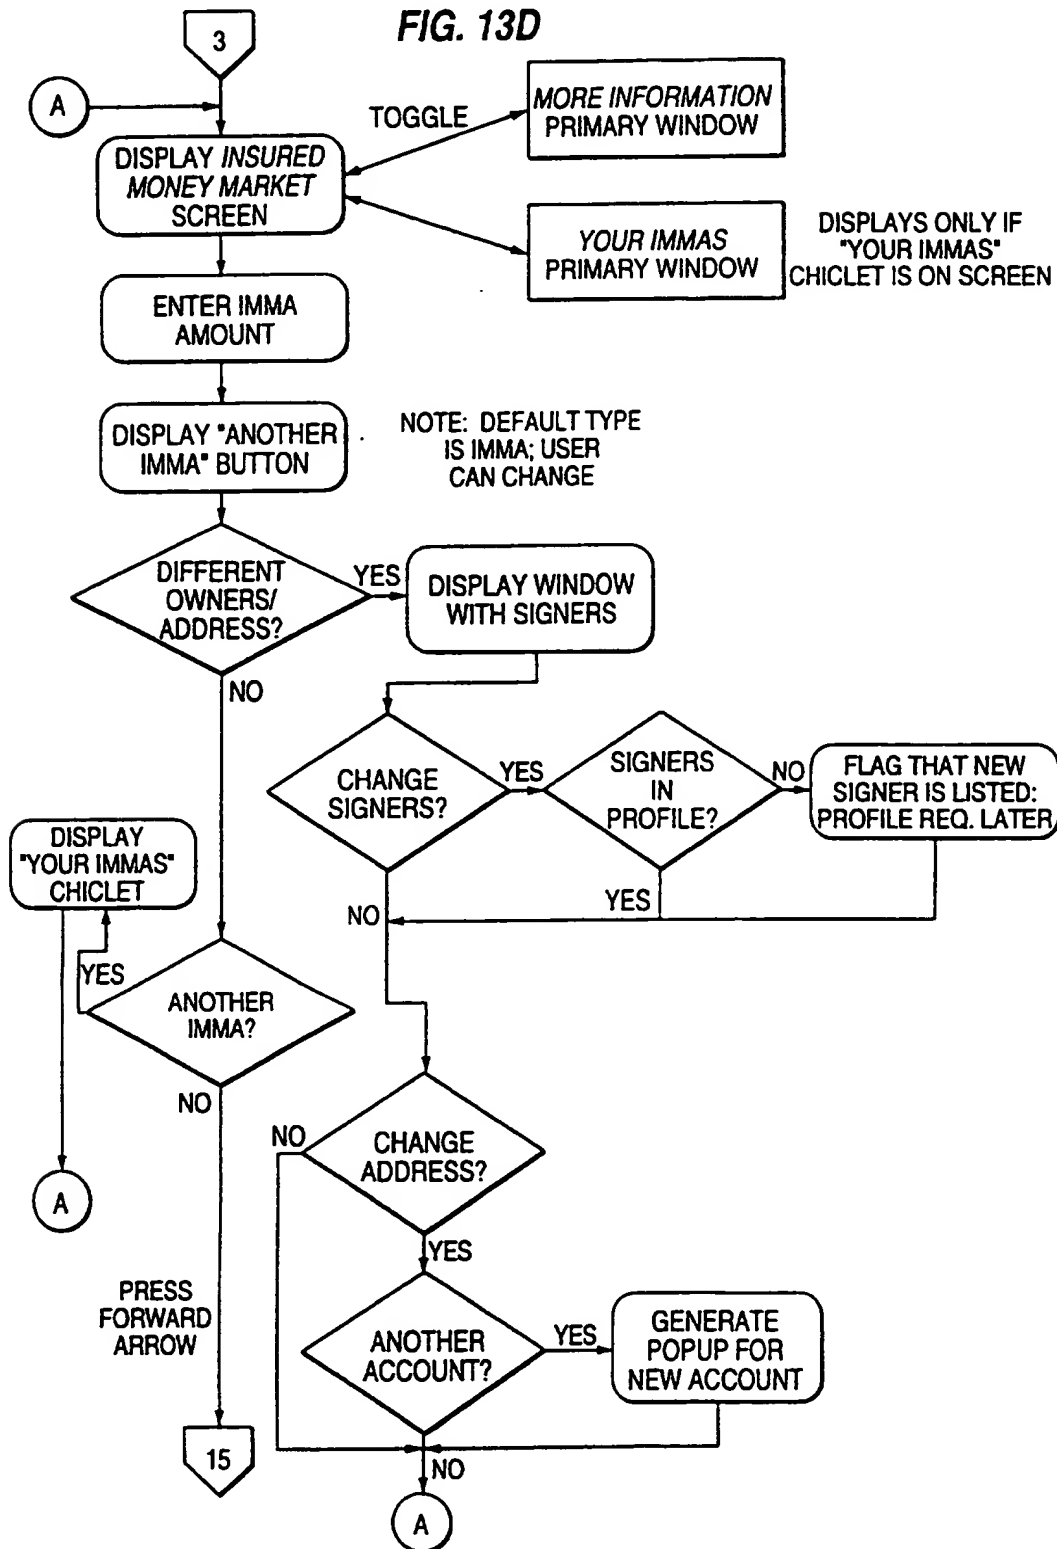 FIG. 13D
3
A
TOGGLE
MORE INFORMATION
PRIMARY WINDOW
DISPLAY INSURED
MONEY MARKET
SCREEN
YOUR IMMAS
PRIMARY WINDOW
DISPLAYS ONLY IF
"YOUR IMMAS"
CHICLET IS ON SCREEN
ENTER IMMA
AMOUNT
DISPLAY "ANOTHER
IMMA" BUTTON
NOTE: DEFAULT TYPE
IS IMMA; USER
CAN CHANGE
DIFFERENT
OWNERS/
ADDRESS?
YES
DISPLAY WINDOW
WITH SIGNERS
NO
CHANGE
SIGNERS?
YES
SIGNERS
IN
PROFILE?
NO
FLAG THAT NEW
SIGNER IS LISTED:
PROFILE REQ. LATER
DISPLAY
"YOUR IMMAS"
CHICLET
NO
YES
YES
ANOTHER
IMMA?
NO
NO
CHANGE
ADDRESS?
A
YES
PRESS
FORWARD
ARROW
ANOTHER
ACCOUNT?
YES
GENERATE
POPUP FOR
NEW ACCOUNT
15
NO
A